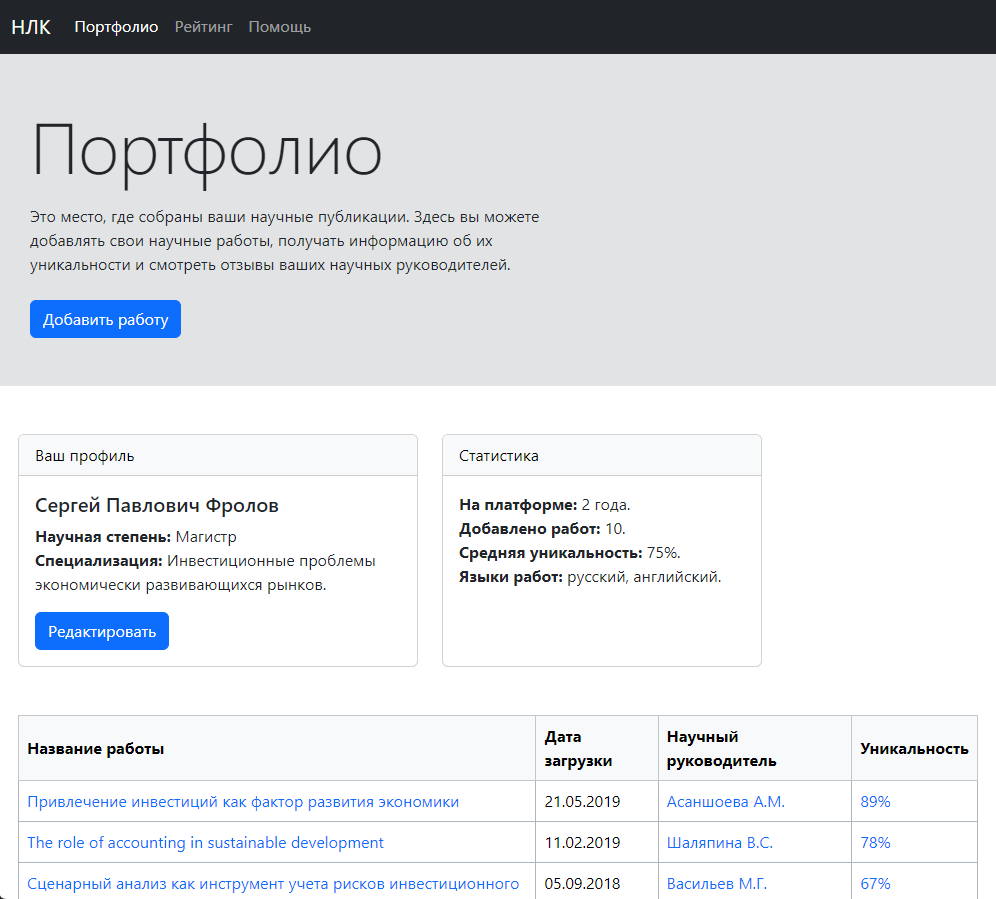 НЛК Портфолио Рейтинг Помощь
Портфолио
Это место, где собраны ваши научные публикации. Здесь вы можете
добавлять свои научные работы, получать информацию об их
уникальности и смотреть отзывы ваших научных руководителей.
Добавить работу
Ваш профиль
Сергей Павлович Фролов
Научная степень: Магистр
Специализация: Инвестиционные проблемы
экономически развивающихся рынков.
Редактировать
Статистика
На платформе: 2 года.
Добавлено работ: 10.
Средняя уникальность: 75%.
Языки работ: русский, английский.
Название работы
Дата
загрузки
Научный
руководитель
Уникальность
Привлечение инвестиций как фактор развития экономики 21.05.2019 Асаншоева А.М. 89%
The role of accounting in sustainable development 11.02.2019 Шаляпина В.С. 78%
Сценарный анализ как инструмент учета рисков инвестиционного 05.09.2018 Васильев М.Г. 67%